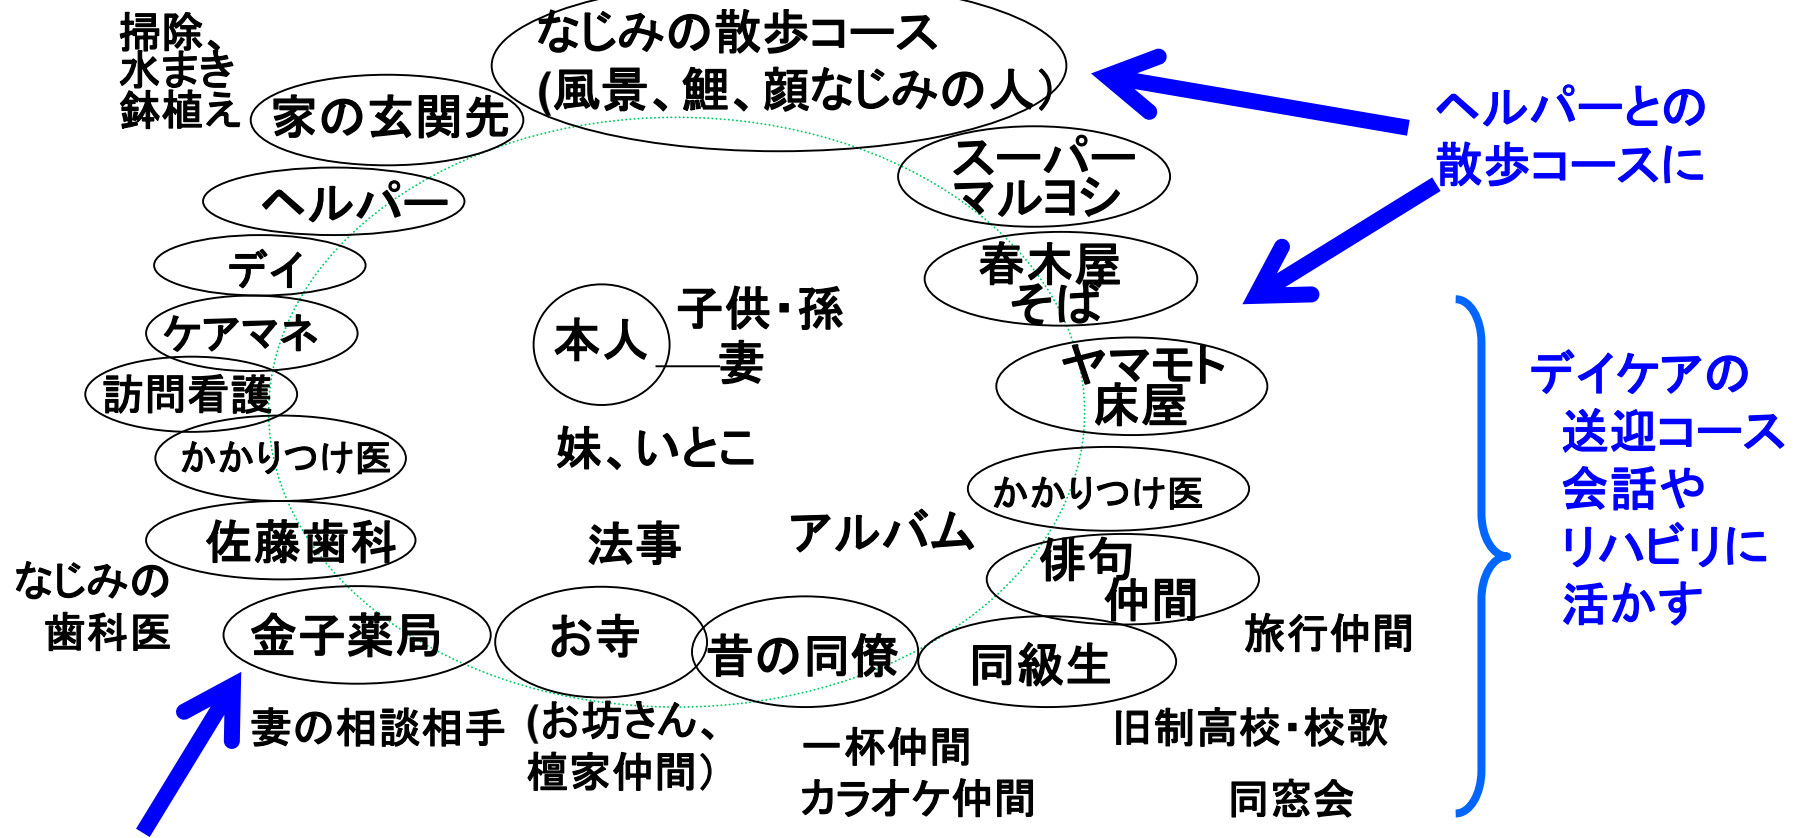 掃除、
水まき
鉢植え
家の玄関先
なじみの散歩コース
(風景、鯉、顔なじみの人)
ヘルパーとの
散歩コースに
ヘルパー
スーパー
マルヨシ
デイ
春木屋
そば
ケアマネ
本人
子供・孫
妻
ヤマモト
床屋
訪問看護
妹、いとこ
かかりつけ医
かかりつけ医
佐藤歯科
なじみの
歯科医
法事
アルバム
俳句
仲間
旅行仲間
金子薬局
お寺
昔の同僚
同級生
妻の相談相手
(お坊さん、
檀家仲間)
一杯仲間
カラオケ仲間
旧制高校・校歌
同窓会
デイケアの
送迎コース
会話や
リハビリに
活かす